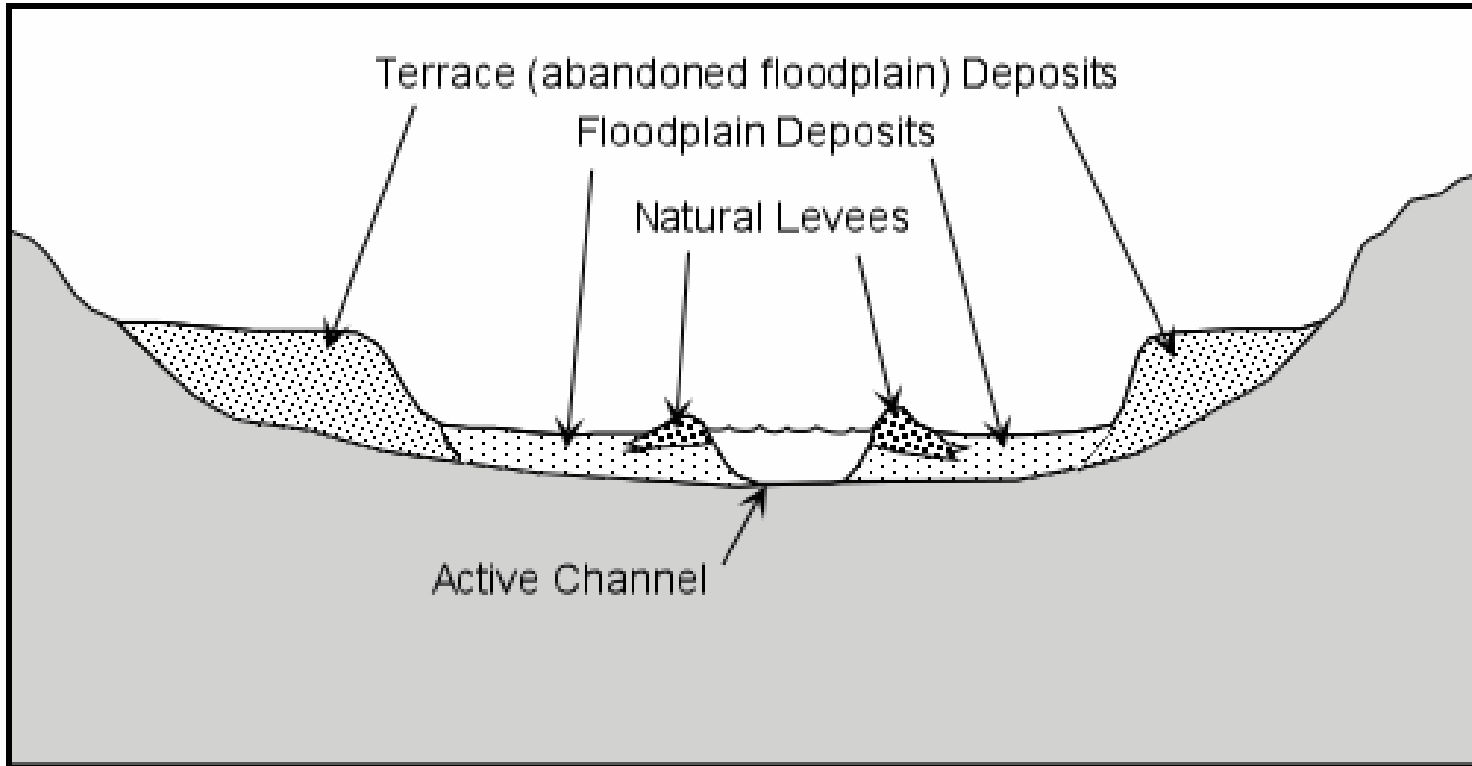 Terrace (abandoned floodplain) Deposits
Floodplain Deposits
Natural Levees
Active Channel